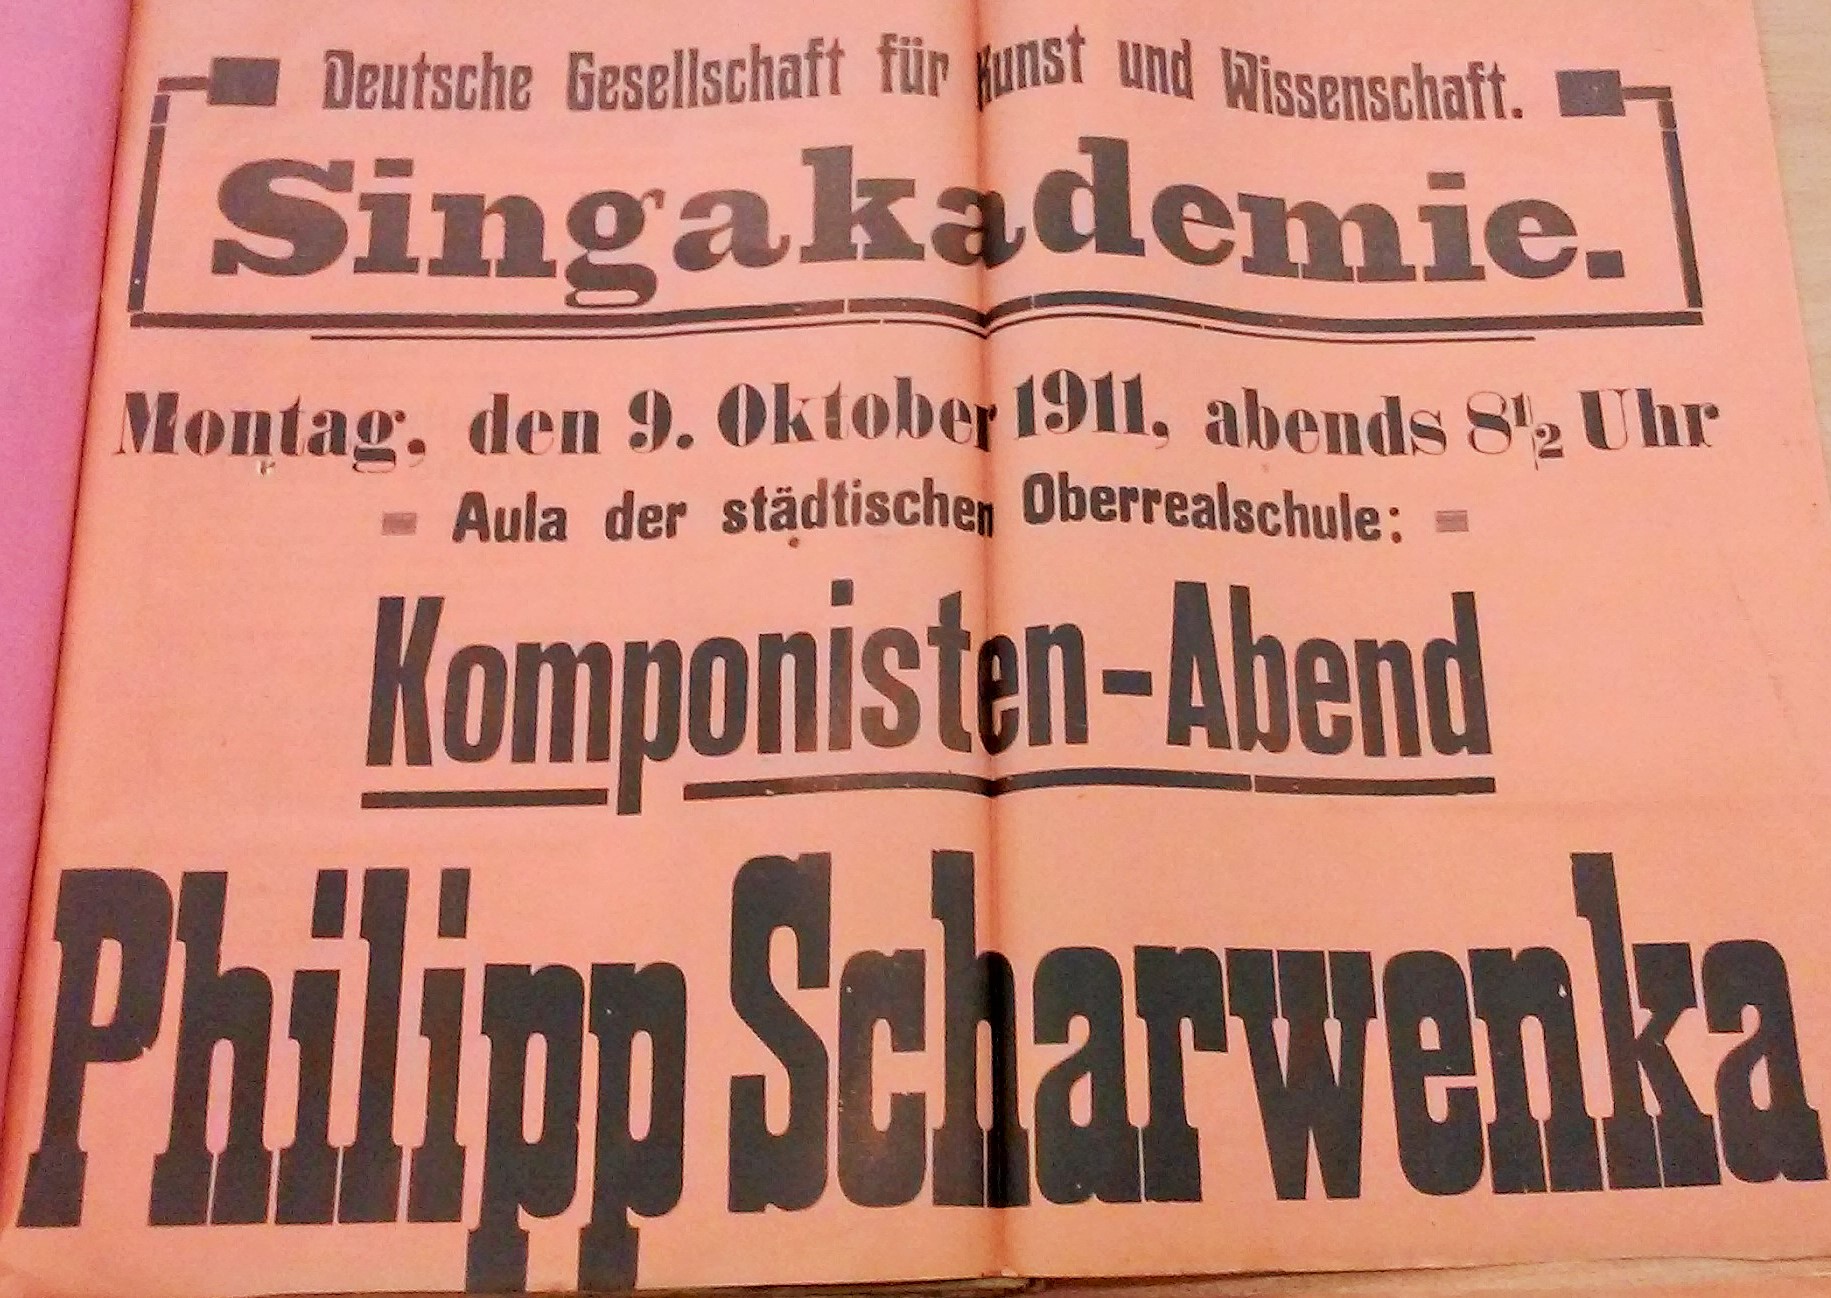 Deutsche Gesellschaft für Kunst und Wissenschaft.
Singakademie.
Montag, den 9. Oktober 1911, abends 8½ Uhr
Aula der städtischen Oberrealschule:
Komponisten-Abend
Philipp Scharwenka